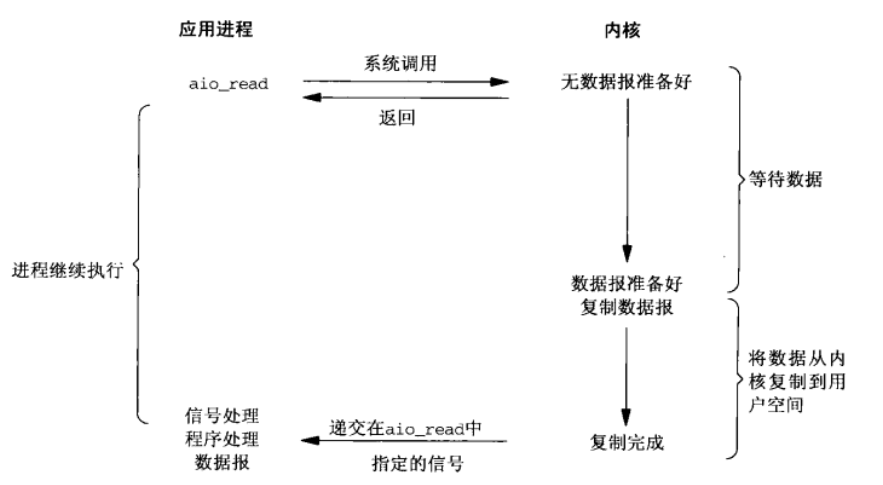 应用进程
内核
aio_read
系统调用
返回
无数据报准备好
等待数据
进程继续执行
数据报准备好
复制数据报
将数据从内
核复制到用
户空间
信号处理
程序处理
数据报
递交在aio_read中
指定的信号
复制完成